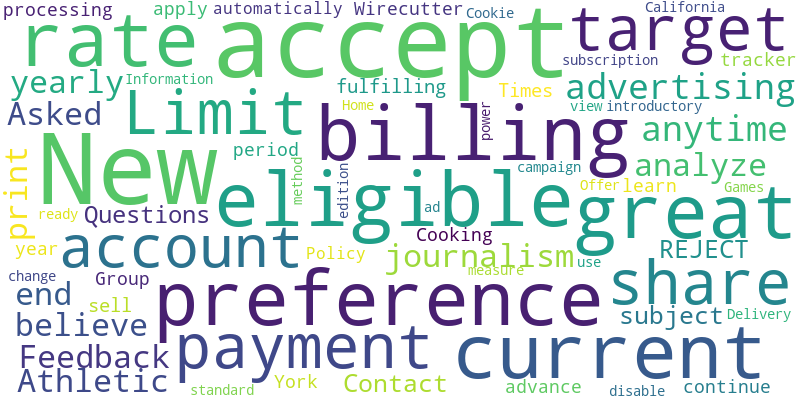 processing
apply
automatically
Wirecutter
Cookie
California
rate
accept
target
subscription
tracker
yearly
Information
fulfilling
Times
advertising
Asked
Limit
Home
power
view
introductory
billing
anytime
New
period
method
edition
campaign
analyze
print
ready
Questions
eligible
ad
Offer
learn
Games
great
year
account
Policy
Cooking
journalism
measure
use
REJECT
change
Group
end
sell
preference
share
believe
payment
subject
Delivery
Feedback
current
Athletic
standard
York
Contact
advance
disable
continue